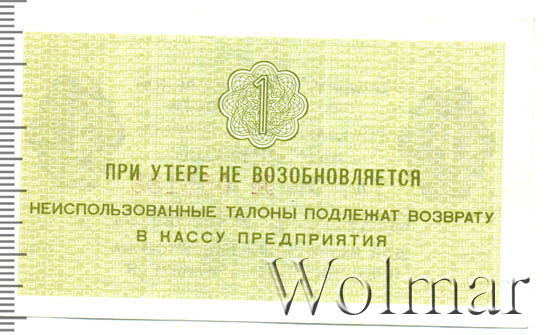 1
ПРИ УТЕРЕ НЕ ВОЗОБНОВЛЯЕТСЯ
НЕИСПОЛЬЗОВАННЫЕ ТАЛОНЫ ПОДЛЕЖАТ ВОЗВРАТУ
В КАССУ ПРЕДПРИЯТИЯ
Wolmar